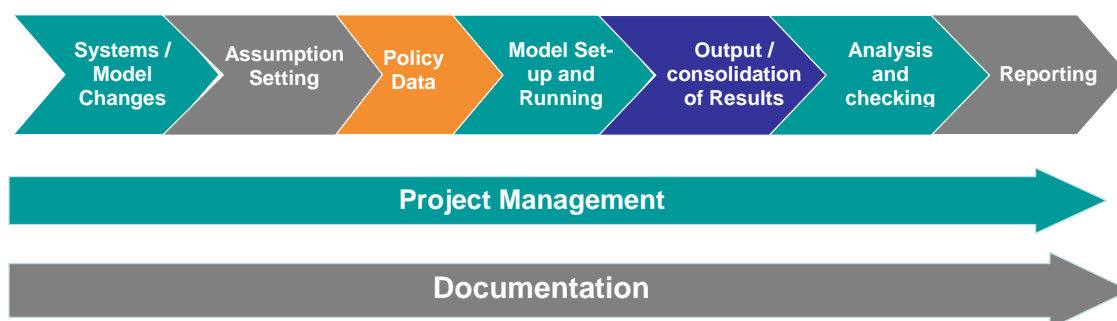 Systems /
Model
Changes
Assumption
Setting
Policy
Data
Model Set-
up and
Running
Output /
consolidation
of Results
Analysis
and
checking
Reporting
Project Management
Documentation